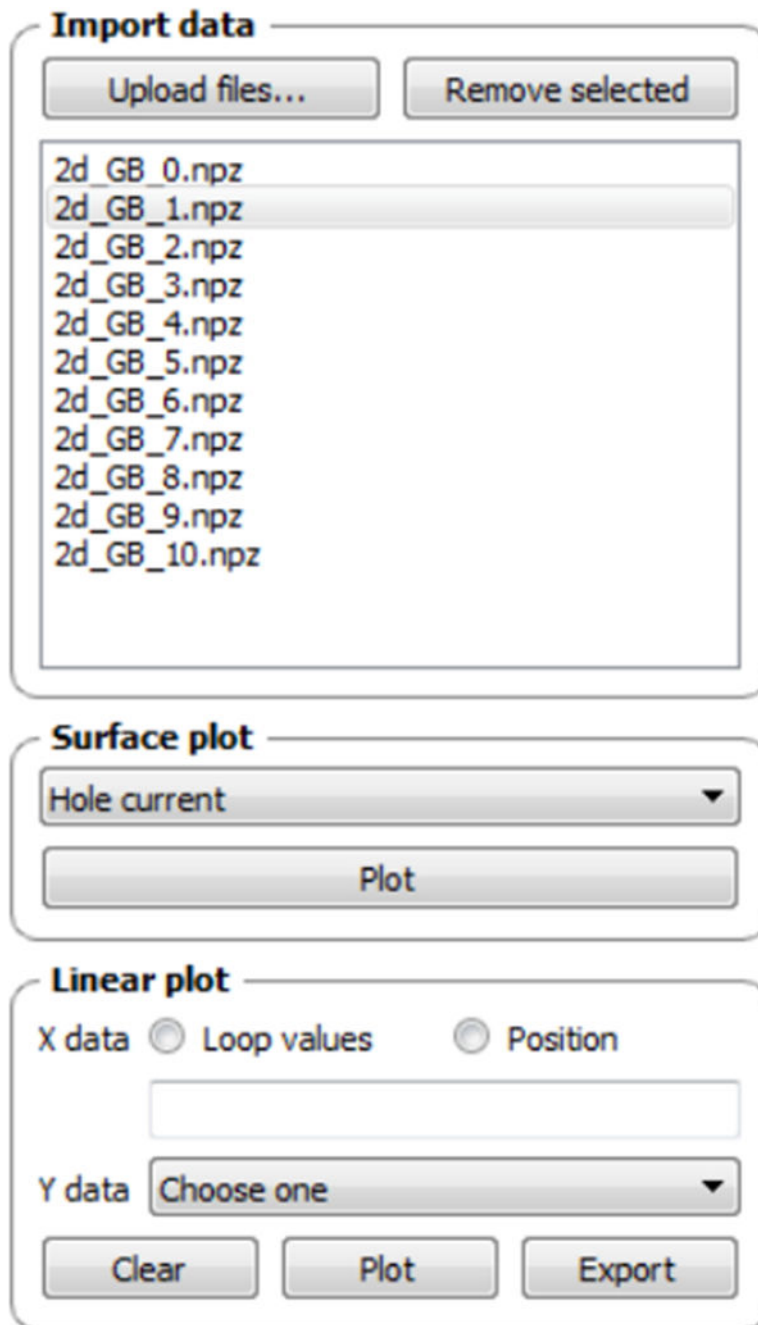 Import data
Upload files... Remove selected
2d_GB_0.npz
2d_GB_1.npz
2d_GB_2.npz
2d_GB_3.npz
2d_GB_4.npz
2d_GB_5.npz
2d_GB_6.npz
2d_GB_7.npz
2d_GB_8.npz
2d_GB_9.npz
2d_GB_10.npz
Surface plot
Hole current
Plot
Linear plot
X data Loop values Position
Y data Choose one
Clear Plot Export